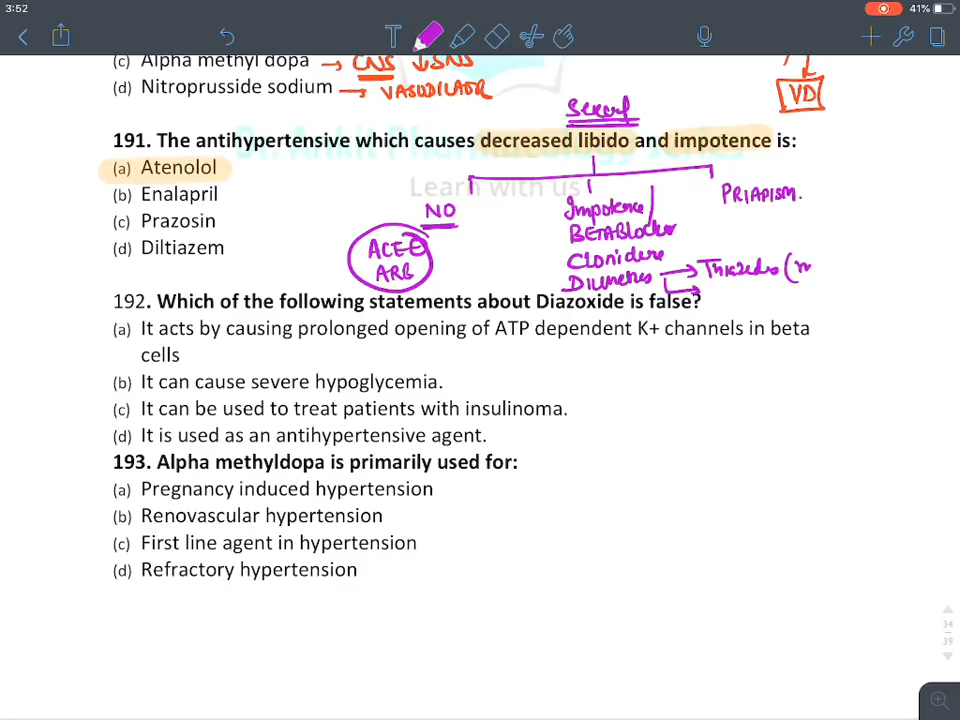 3:52
41%
T
(c) Alpha methyl dopa → CNS ↓SNS
(d) Nitroprusside sodium → VASODILATOR
VD
Sexual
191. The antihypertensive which causes decreased libido and impotence is:
(a) Atenolol
(b) Enalapril
(c) Prazosin
(d) Diltiazem
Learn with us
NO
ACE
ARB
Impotence
BETABlocker
Clonidine
Diuretics → Thiazides (m
PRIAPISM.
192. Which of the following statements about Diazoxide is false?
(a) It acts by causing prolonged opening of ATP dependent K+ channels in beta
cells
(b) It can cause severe hypoglycemia.
(c) It can be used to treat patients with insulinoma.
(d) It is used as an antihypertensive agent.
193. Alpha methyldopa is primarily used for:
(a) Pregnancy induced hypertension
(b) Renovascular hypertension
(c) First line agent in hypertension
(d) Refractory hypertension
34
39